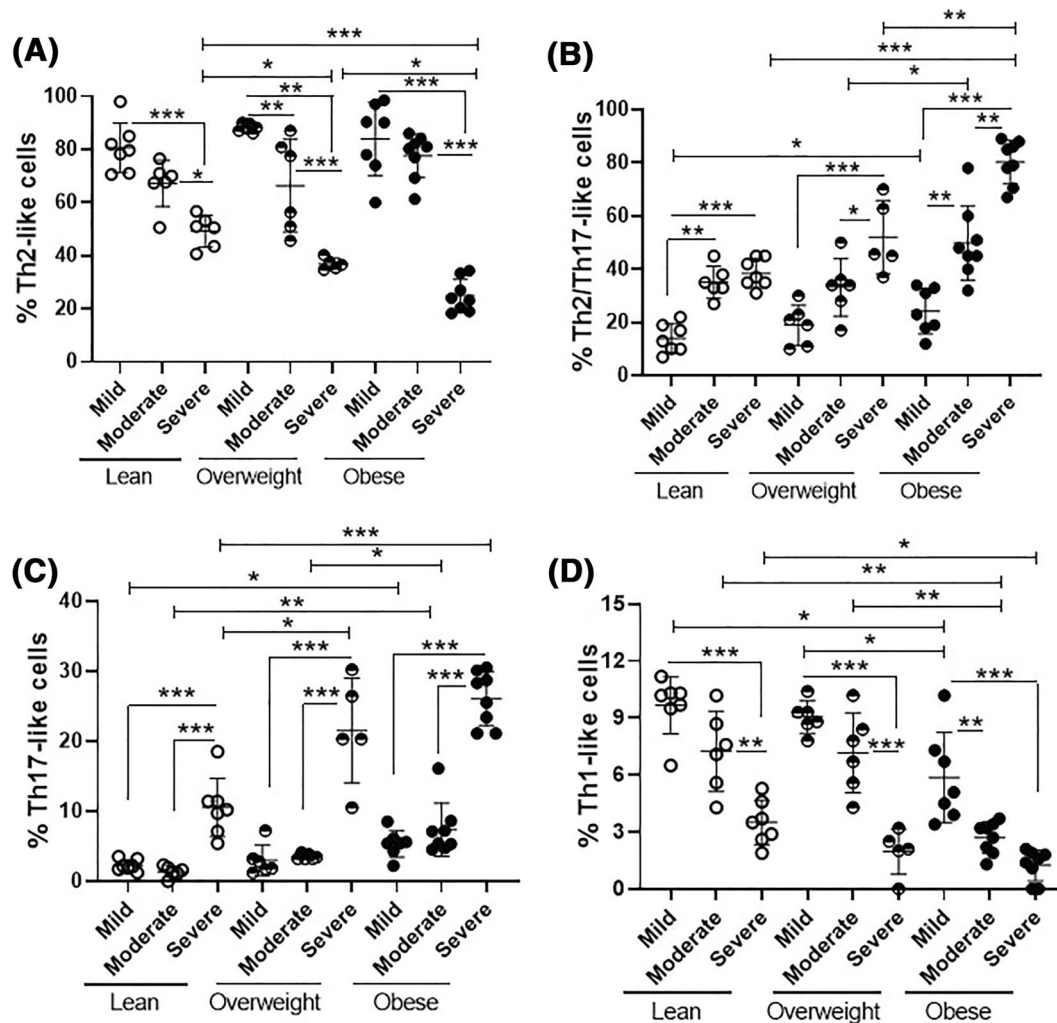 (A)
% Th2-like cells
100
80
60
40
20
0
***
*
*
**
***
***
**
***
*
***
Mild
Moderate
Severe
Mild
Moderate
Severe
Mild
Moderate
Severe
Lean
Overweight
Obese
(B)
% Th2/Th17-like cells
100
80
60
40
20
0
**
***
*
***
*
**
***
***
**
*
**
Mild
Moderate
Severe
Mild
Moderate
Severe
Mild
Moderate
Severe
Lean
Overweight
Obese
(C)
% Th17-like cells
40
30
20
10
0
***
*
*
**
*
***
***
***
***
***
***
Mild
Moderate
Severe
Mild
Moderate
Severe
Mild
Moderate
Severe
Lean
Overweight
Obese
(D)
% Th1-like cells
15
12
9
6
3
0
*
**
**
*
*
***
***
***
**
**
***
Mild
Moderate
Severe
Mild
Moderate
Severe
Mild
Moderate
Severe
Lean
Overweight
Obese